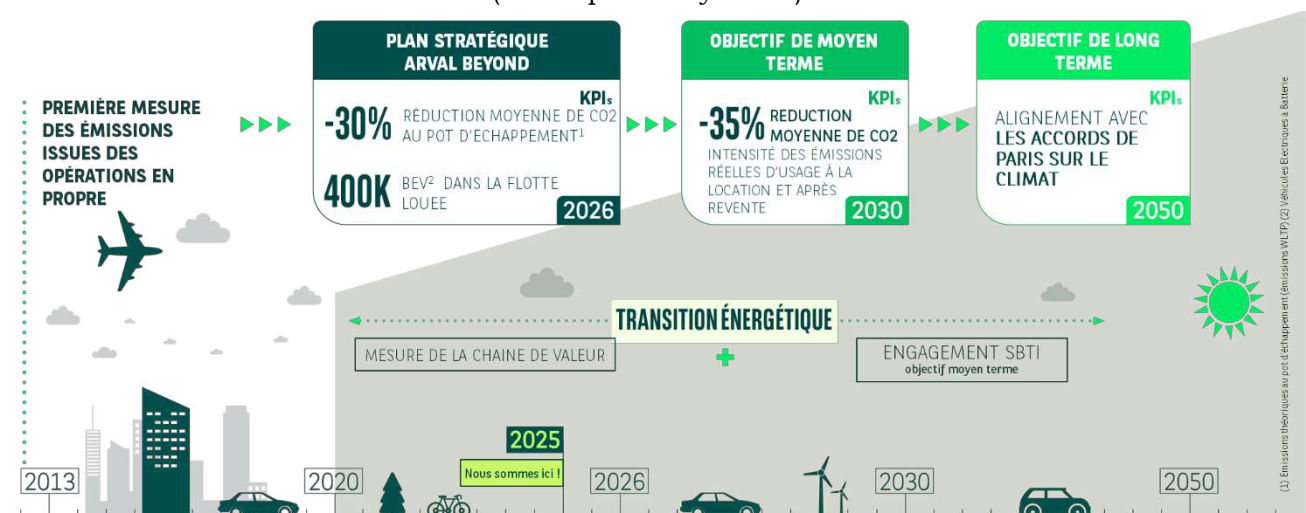 PREMIÈRE MESURE
DES ÉMISSIONS
ISSUES DES
OPÉRATIONS EN
PROPRE
PLAN STRATÉGIQUE
ARVAL BEYOND
KPIs
-30% RÉDUCTION MOYENNE DE CO2
AU POT D'ECHAPPEMENT1
400K BEV2 DANS LA FLOTTE
LOUEE
2026
OBJECTIF DE MOYEN
TERME
KPIs
-35% REDUCTION
MOYENNE DE CO2
INTENSITÉ DES ÉMISSIONS
RÉELLES D'USAGE À LA
LOCATION ET APRÈS
REVENTE
2030
OBJECTIF DE LONG
TERME
KPIs
ALIGNEMENT AVEC
LES ACCORDS DE
PARIS SUR LE
CLIMAT
2050
TRANSITION ÉNERGÉTIQUE
MESURE DE LA CHAINE DE VALEUR
+
ENGAGEMENT SBTI
objectif moyen terme
2025
Nous sommes ici !
2013
2020
2026
2030
2050
(1) Emissions théoriques au pot d'échappement (émissions WLTP) (2) Véhicules Electriques à Batterie